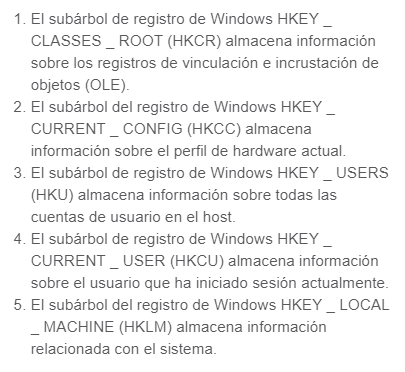 1. El subárbol de registro de Windows HKEY _
CLASSES _ ROOT (HKCR) almacena información
sobre los registros de vinculación e incrustación de
objetos (OLE).
2. El subárbol del registro de Windows HKEY _
CURRENT _ CONFIG (HKCC) almacena
información sobre el perfil de hardware actual.
3. El subárbol de registro de Windows HKEY _ USERS
(HKU) almacena información sobre todas las
cuentas de usuario en el host.
4. El subárbol de registro de Windows HKEY _
CURRENT _ USER (HKCU) almacena información
sobre el usuario que ha iniciado sesión actualmente.
5. El subárbol del registro de Windows HKEY _ LOCAL
_ MACHINE (HKLM) almacena información
relacionada con el sistema.